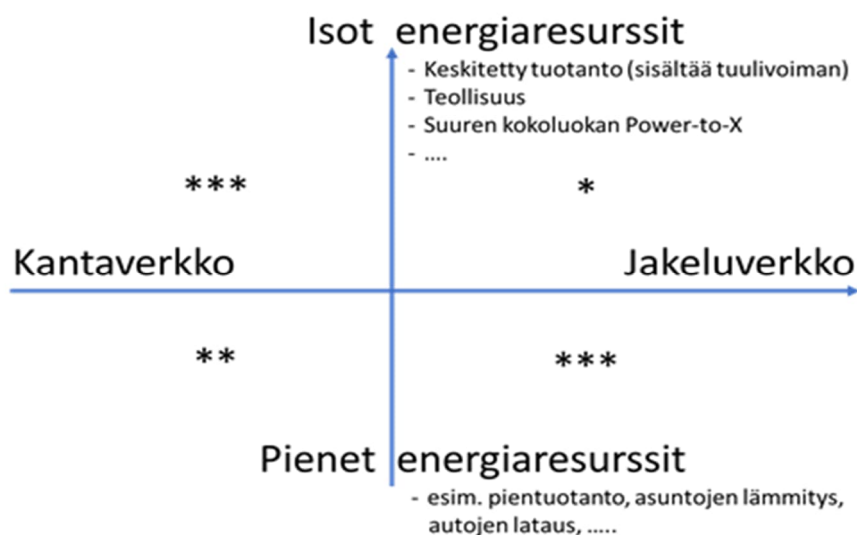 Isot energiaresurssit
- Keskitetty tuotanto (sisältää tuulivoiman)
- Teollisuus
- Suuren kokoluokan Power-to-X
- ....
*** *
Kantaverkko Jakeluverkko
** ***
Pienet energiaresurssit
- esim. pientuotanto, asuntojen lämmitys,
autojen lataus, .....